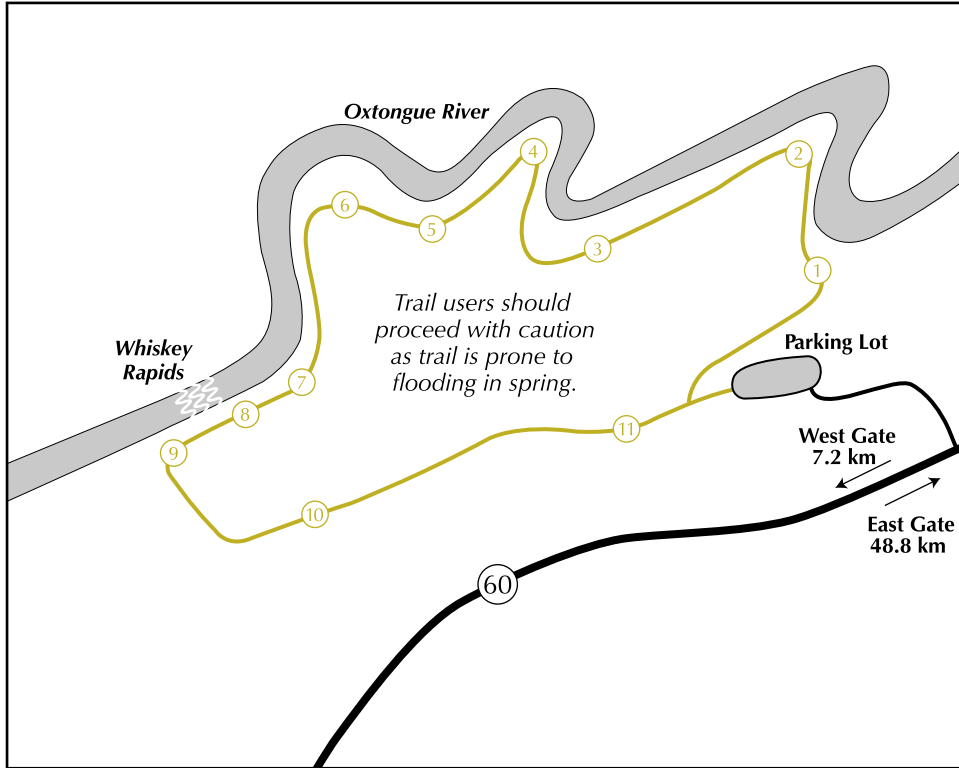 Oxtongue River
4
2
6
5
3
1
Trail users should
proceed with caution
as trail is prone to
flooding in spring.
Whiskey
Rapids
Parking Lot
7
8
9
11
10
West Gate
7.2 km
East Gate
48.8 km
60